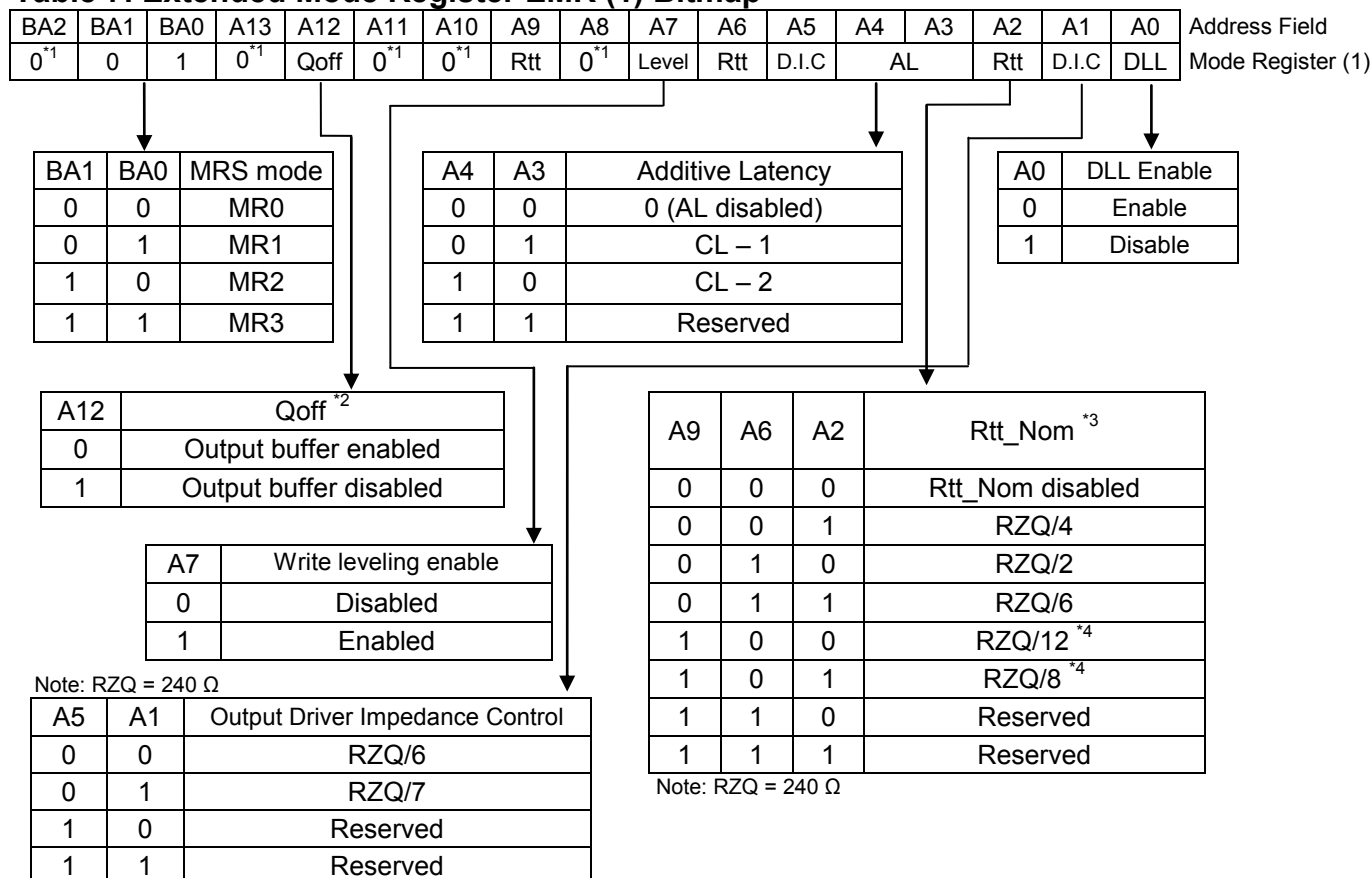 BA2 BA1 BA0 A13 A12 A11 A10 A9 A8 A7 A6 A5 A4 A3 A2 A1 A0 Address Field
0*1 0 1 0*1 Qoff 0*1 0*1 Rtt 0*1 Level Rtt D.I.C AL Rtt D.I.C DLL Mode Register (1)
BA1 BA0 MRS mode
0 0 MR0
0 1 MR1
1 0 MR2
1 1 MR3
A4 A3 Additive Latency
0 0 0 (AL disabled)
0 1 CL – 1
1 0 CL – 2
1 1 Reserved
A0 DLL Enable
0 Enable
1 Disable
A12 Qoff *2
0 Output buffer enabled
1 Output buffer disabled
A7 Write leveling enable
0 Disabled
1 Enabled
Note: RZQ = 240 Ω
A5 A1 Output Driver Impedance Control
0 0 RZQ/6
0 1 RZQ/7
1 0 Reserved
1 1 Reserved
A9 A6 A2 Rtt_Nom *3
0 0 0 Rtt_Nom disabled
0 0 1 RZQ/4
0 1 0 RZQ/2
0 1 1 RZQ/6
1 0 0 RZQ/12 *4
1 0 1 RZQ/8 *4
1 1 0 Reserved
1 1 1 Reserved
Note: RZQ = 240 Ω